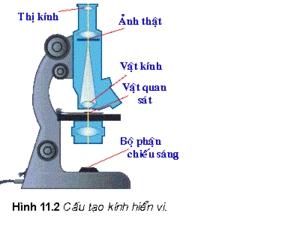 Thị kính
Ảnh thật
Vật kính
Vật quan
sát
Bộ phận
chiếu sáng
Hình 11.2 Cấu tạo kính hiển vi.